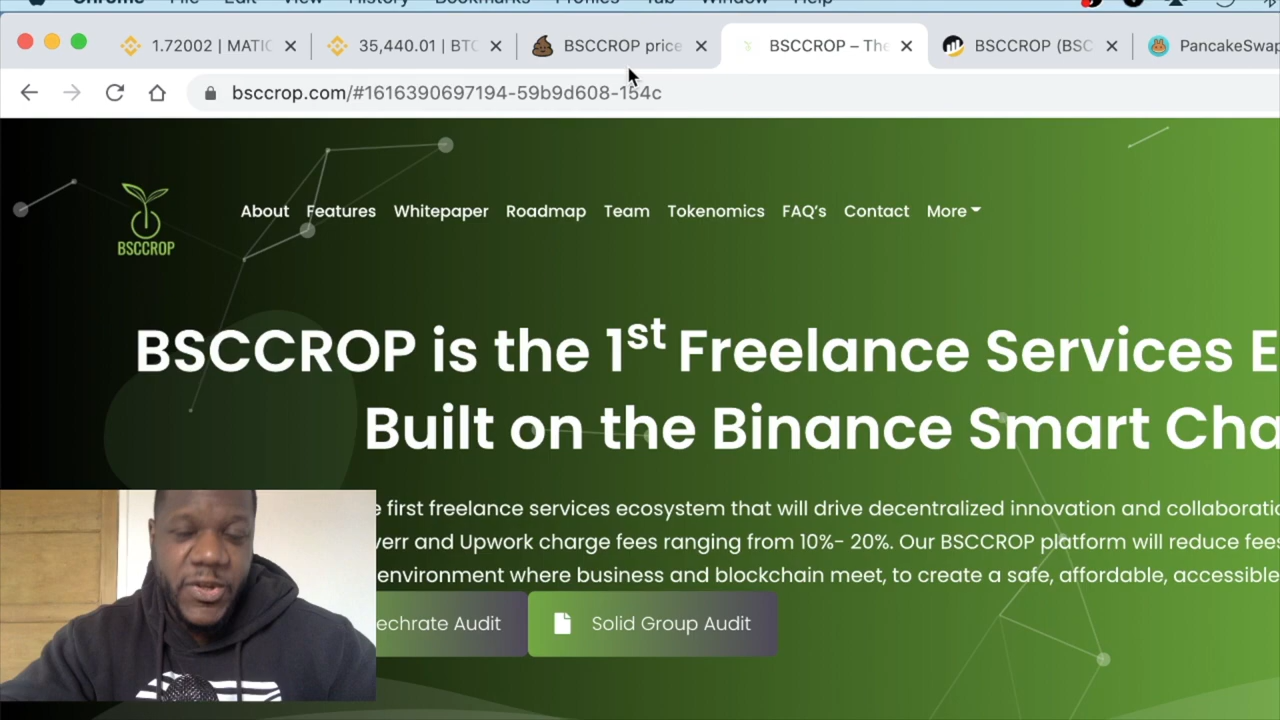 1.72002 | MATIC
35,440.01 | BTC
BSCCROP price
BSCCROP – The
BSCCROP (BSC
PancakeSwap
bsccrop.com/#1616390697194-59b9d608-154c
BSCCROP
About Features Whitepaper Roadmap Team Tokenomics FAQ's Contact More
BSCCROP is the 1st Freelance Services E
Built on the Binance Smart Cha
first freelance services ecosystem that will drive decentralized innovation and collaboratio
verr and Upwork charge fees ranging from 10%- 20%. Our BSCCROP platform will reduce fees
environment where business and blockchain meet, to create a safe, affordable, accessible
echrate Audit
Solid Group Audit